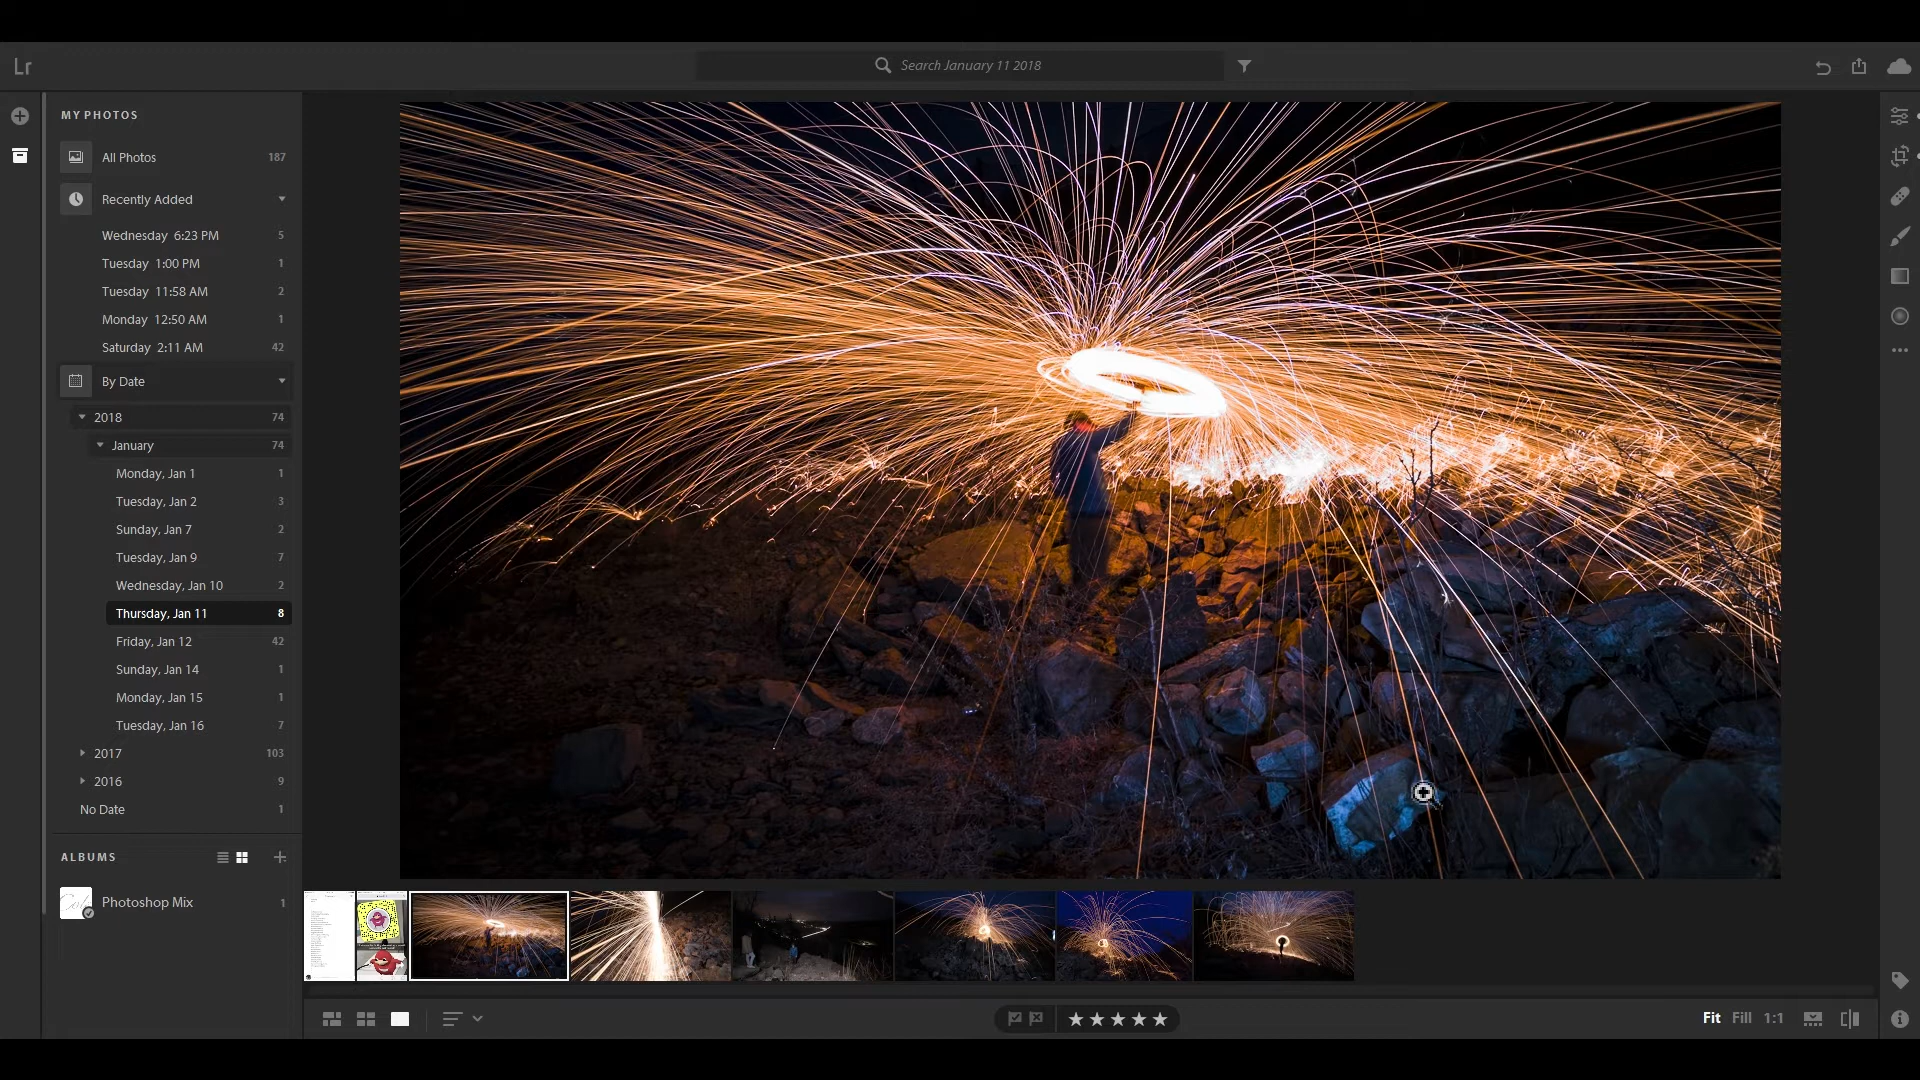 Lr
Search January 11 2018
MY PHOTOS
All Photos 187
Recently Added
Wednesday 6:23 PM 5
Tuesday 1:00 PM 1
Tuesday 11:58 AM 2
Monday 12:50 AM 1
Saturday 2:11 AM 42
By Date
2018 74
January 74
Monday, Jan 1 1
Tuesday, Jan 2 3
Sunday, Jan 7 2
Tuesday, Jan 9 7
Wednesday, Jan 10 2
Thursday, Jan 11 8
Friday, Jan 12 42
Sunday, Jan 14 1
Monday, Jan 15 1
Tuesday, Jan 16 7
2017 103
2016 9
No Date 1
ALBUMS
Photoshop Mix 1
Fit Fill 1:1